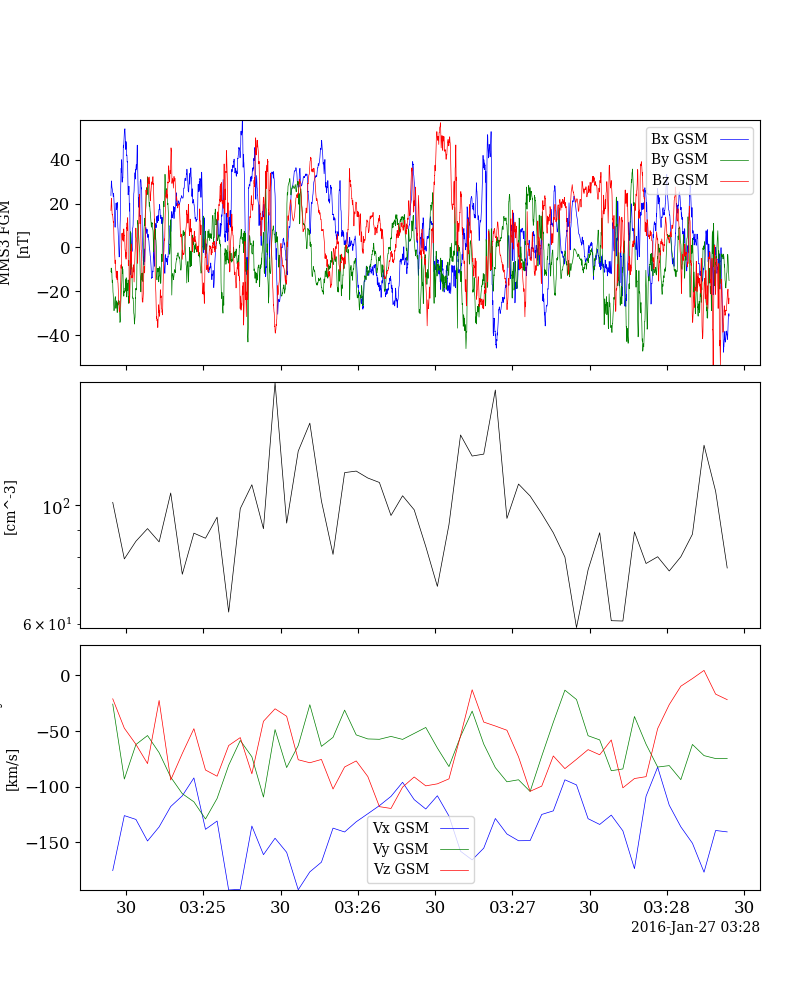 MMS3 FGM
[nT]
40
20
0
−20
−40
Bx GSM
By GSM
Bz GSM
[cm^-3]
10²
6 × 10¹
[km/s]
0
−50
−100
−150
Vx GSM
Vy GSM
Vz GSM
30 03:25 30 03:26 30 03:27 30 03:28 30
2016-Jan-27 03:28